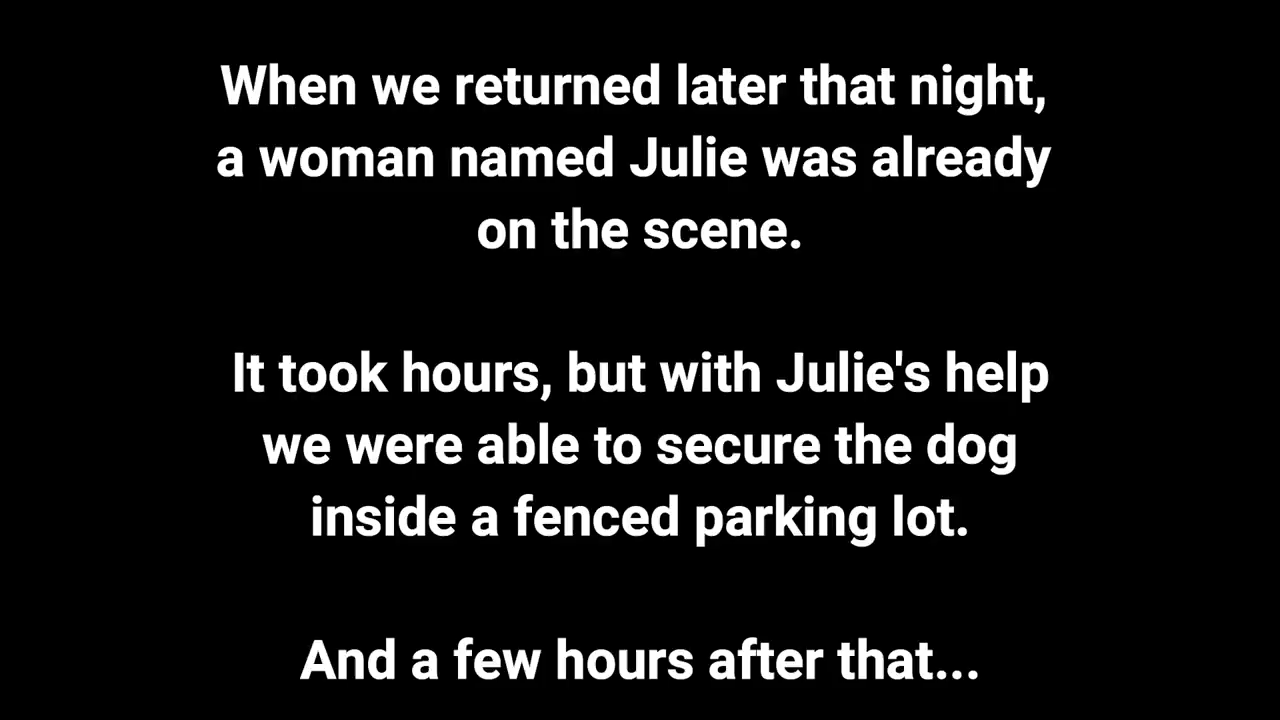 When we returned later that night,
a woman named Julie was already
on the scene.
It took hours, but with Julie's help
we were able to secure the dog
inside a fenced parking lot.
And a few hours after that...